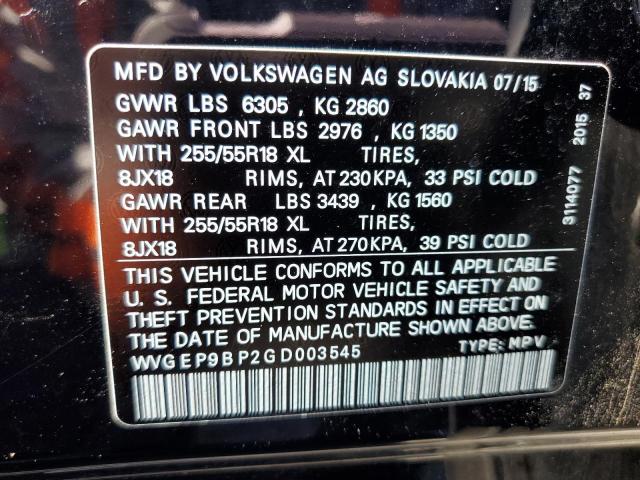 MFD BY VOLKSWAGEN AG SLOVAKIA 07/15
GVWR LBS 6305 , KG 2860
GAWR FRONT LBS 2976 , KG 1350
WITH 255/55R18 XL TIRES,
8JX18 RIMS, AT 230KPA, 33 PSI COLD
GAWR REAR LBS 3439 , KG 1560
WITH 255/55R18 XL TIRES,
8JX18 RIMS, AT 270KPA, 39 PSI COLD
THIS VEHICLE CONFORMS TO ALL APPLICABLE
U. S. FEDERAL MOTOR VEHICLE SAFETY AND
THEFT PREVENTION STANDARDS IN EFFECT ON
THE DATE OF MANUFACTURE SHOWN ABOVE.
WVGEP9BP2GD003545 TYPE: MPV
3114077 2015 37